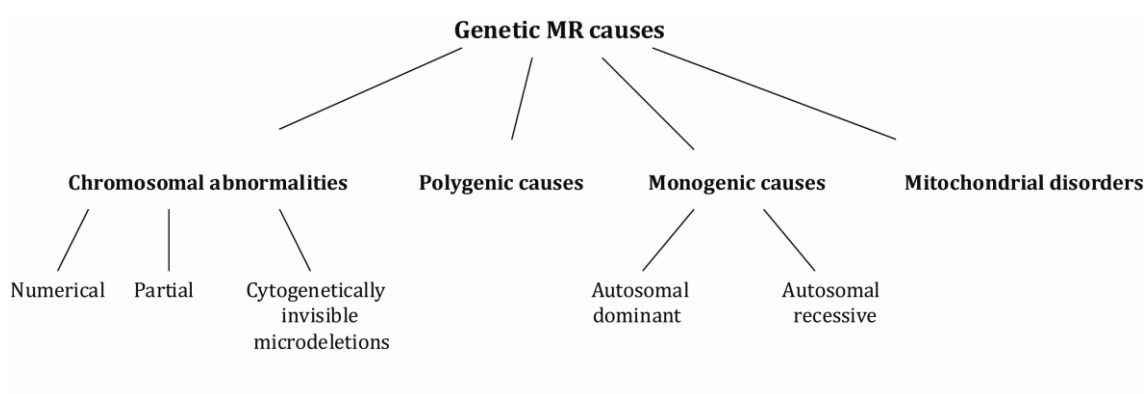 Genetic MR causes
Chromosomal abnormalities
Polygenic causes
Monogenic causes
Mitochondrial disorders
Numerical
Partial
Cytogenetically
invisible
microdeletions
Autosomal
dominant
Autosomal
recessive